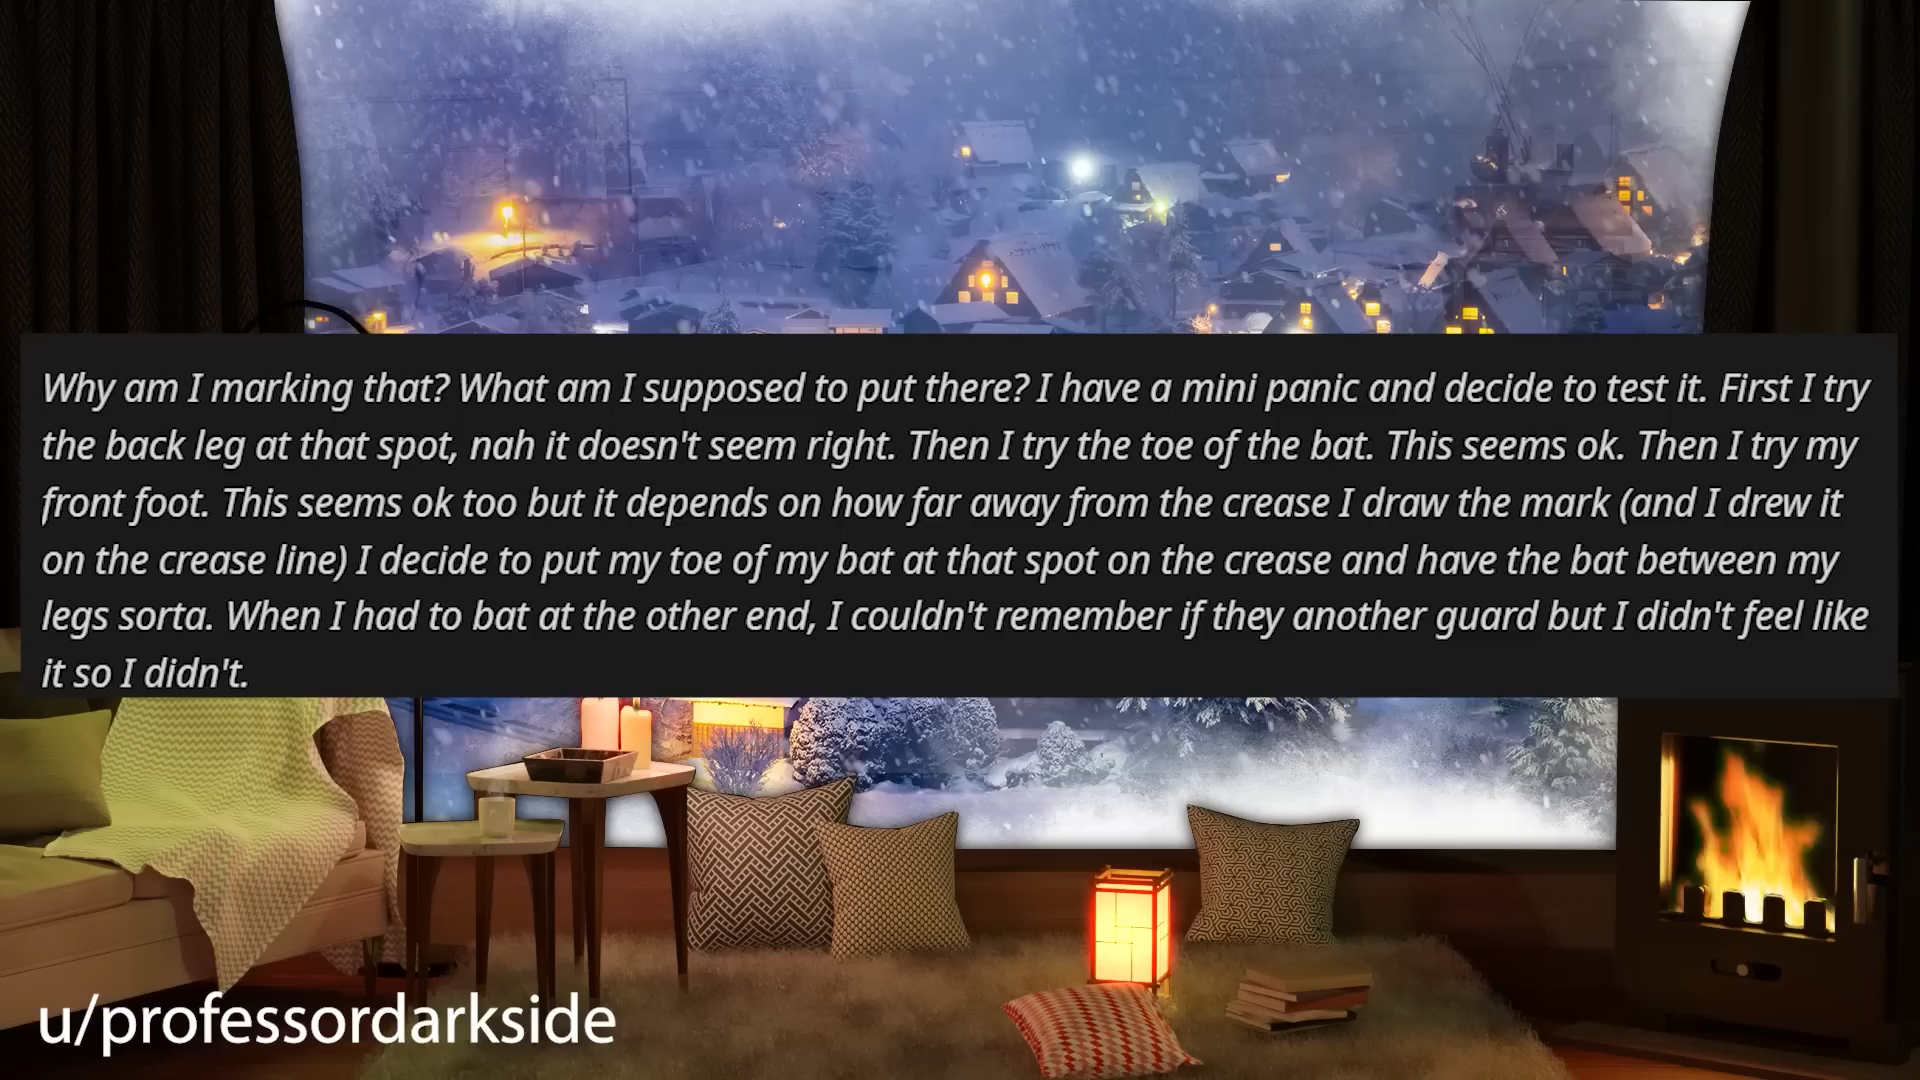 Why am I marking that? What am I supposed to put there? I have a mini panic and decide to test it. First I try
the back leg at that spot, nah it doesn't seem right. Then I try the toe of the bat. This seems ok. Then I try my
front foot. This seems ok too but it depends on how far away from the crease I draw the mark (and I drew it
on the crease line) I decide to put my toe of my bat at that spot on the crease and have the bat between my
legs sorta. When I had to bat at the other end, I couldn't remember if they another guard but I didn't feel like
it so I didn't.
u/professordarkside